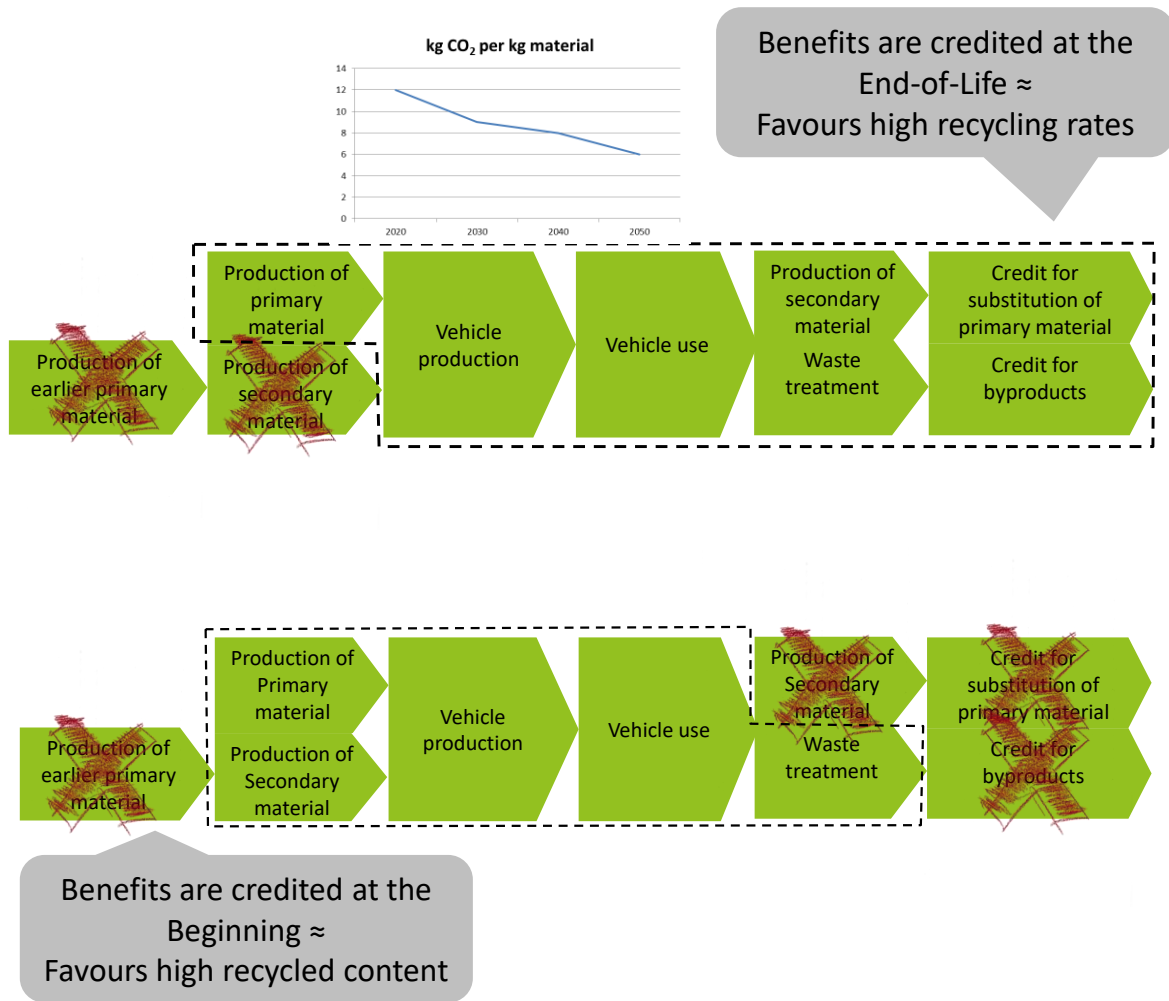 kg CO2 per kg material
14
12
10
8
6
4
2
0
2020
2030
2040
2050
Benefits are credited at the
End-of-Life ≈
Favours high recycling rates
Production of earlier primary
material
Production of
primary
material
Production of
secondary
material
Vehicle
production
Vehicle use
Production of
secondary
material
Waste
treatment
Credit for
substitution of
primary material
Credit for
byproducts
Production of
earlier primary
material
Production of
Primary
material
Production of
Secondary
material
Vehicle
production
Vehicle use
Production of
Secondary
material
Waste
treatment
Credit for
substitution of
primary material
Credit for
byproducts
Benefits are credited at the
Beginning ≈
Favours high recycled content